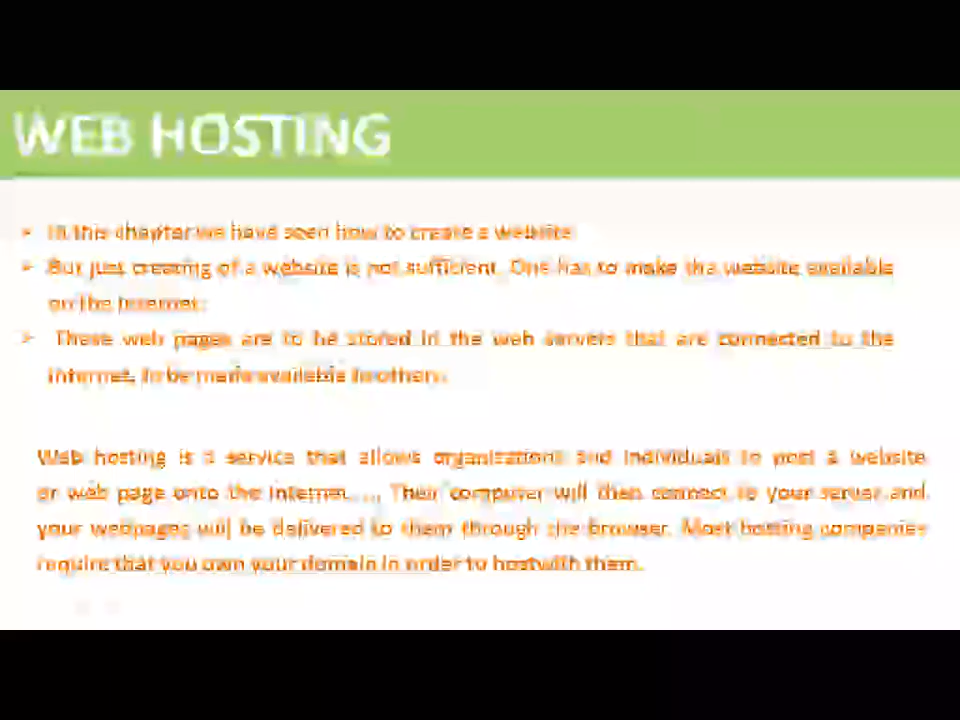 WEB HOSTING
In this chapter we have seen how to create a website
But just creating of a website is not sufficient. One has to make the website available
on the Internet.
These web pages are to be stored in the web servers that are connected to the
Internet, to be made available to others.
Web hosting is a service that allows organizations and individuals to post a website
or web page onto the Internet.... Their computer will then connect to your server and
your webpages will be delivered to them through the browser. Most hosting companies
require that you own your domain in order to hostwith them.